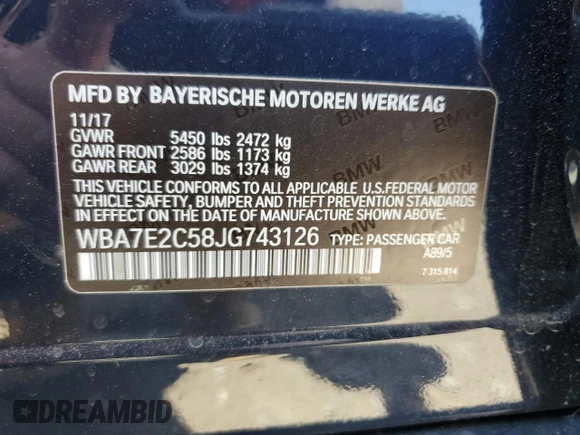 MFD BY BAYERISCHE MOTOREN WERKE AG
11/17
GVWR 5450 lbs 2472 kg
GAWR FRONT 2586 lbs 1173 kg
GAWR REAR 3029 lbs 1374 kg
THIS VEHICLE CONFORMS TO ALL APPLICABLE U.S.FEDERAL MOTOR
VEHICLE SAFETY, BUMPER, AND THEFT PREVENTION STANDARDS
IN EFFECT ON THE DATE OF MANUFACTURE SHOWN ABOVE.
WBA7E2C58JG743126 TYPE: PASSENGER CAR
A89/5
7 315 814
DREAMBID